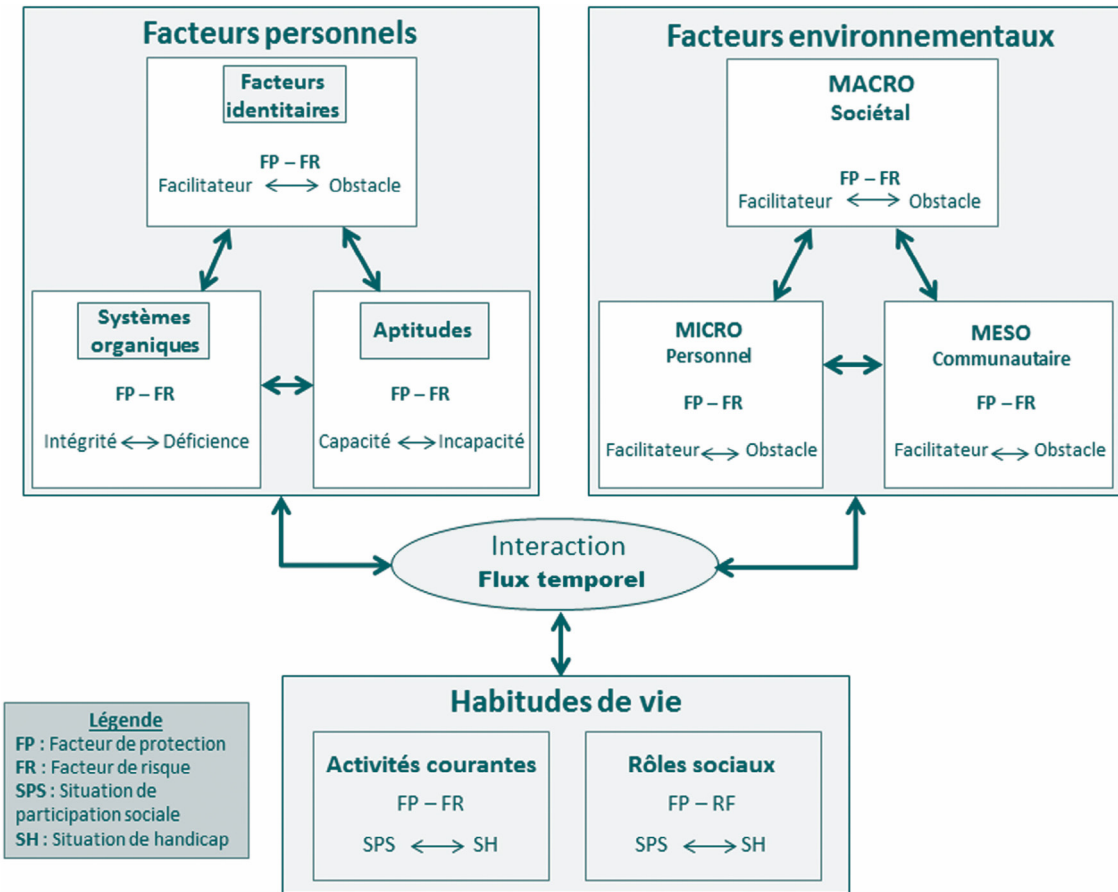 Facteurs personnels
Facteurs
identitaires
FP – FR
Facilitateur Obstacle
Systèmes
organiques
FP – FR
Intégrité Déficience
Aptitudes
FP – FR
Capacité Incapacité
Facteurs environnementaux
MACRO
Sociétal
FP – FR
Facilitateur Obstacle
MICRO
Personnel
FP – FR
Facilitateur Obstacle
MESO
Communautaire
FP – FR
Facilitateur Obstacle
Interaction
Flux temporel
Habitudes de vie
Activités courantes
FP – FR
SPS SH
Rôles sociaux
FP – RF
SPS SH
Légende
FP : Facteur de protection
FR : Facteur de risque
SPS : Situation de
participation sociale
SH : Situation de handicap